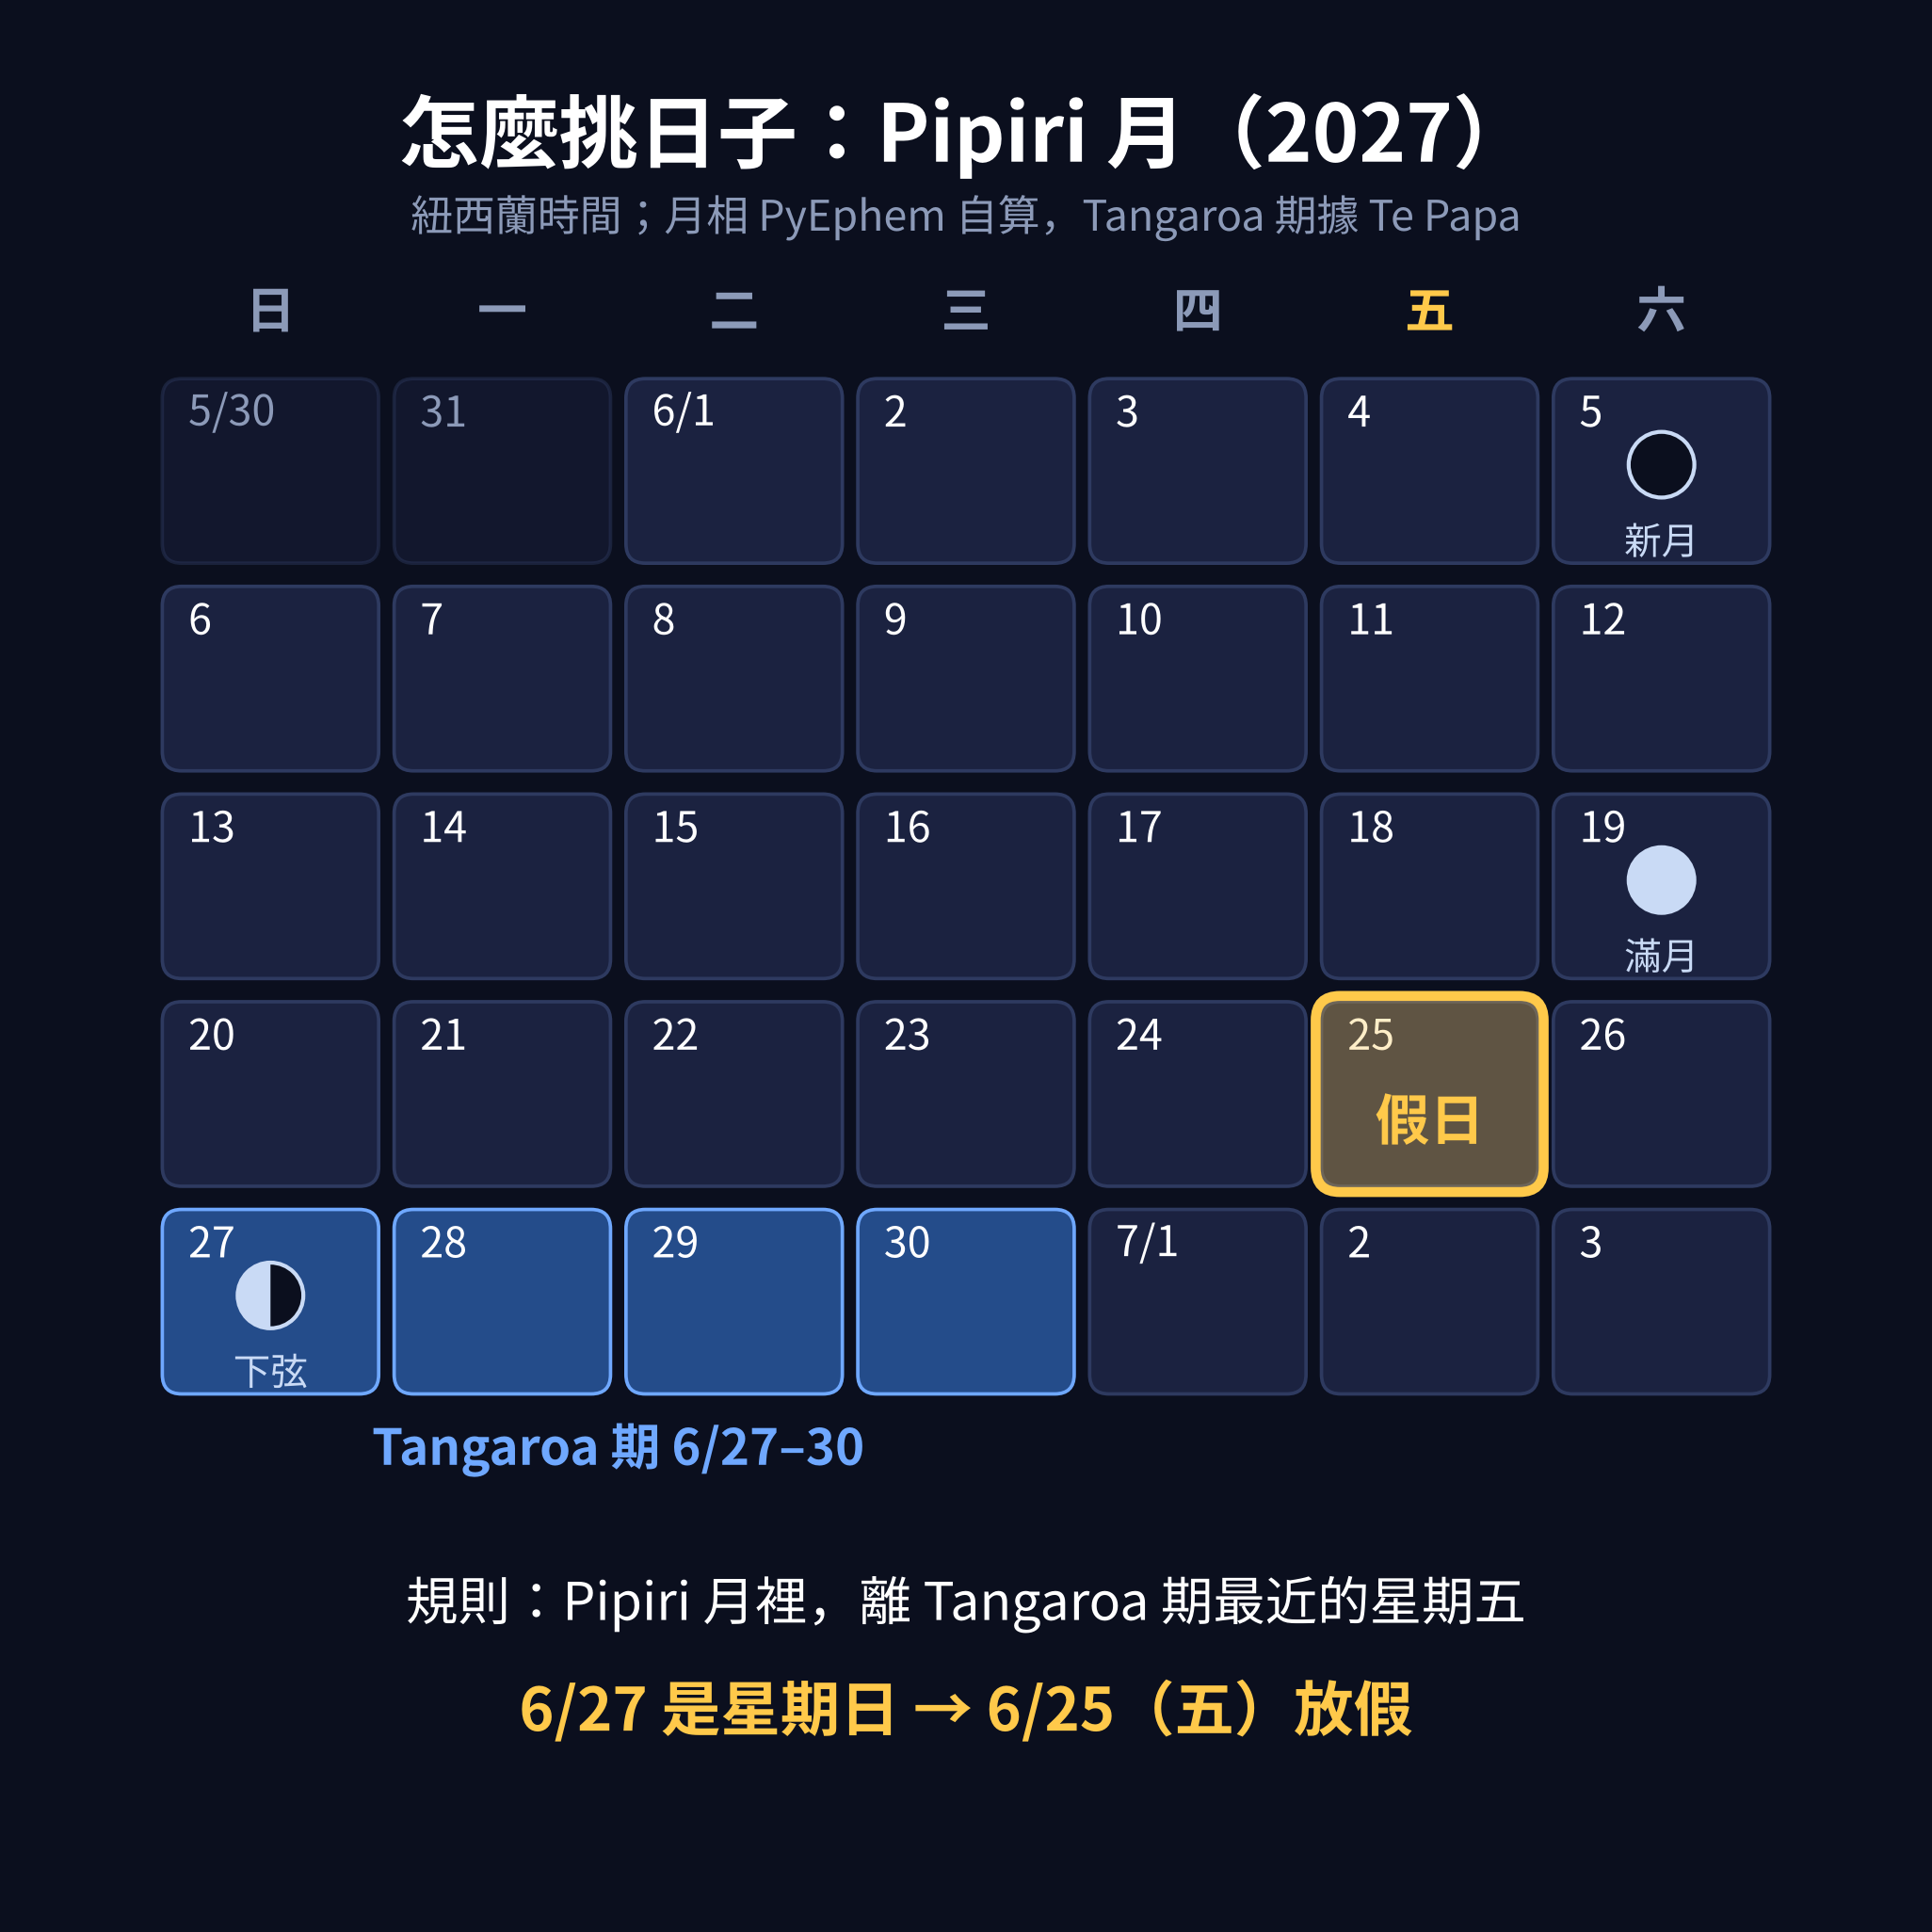 怎麼挑日子：Pipiri 月（2027）
紐西蘭時間；月相 PyEphem 自算，Tangaroa 期據 Te Papa
日 一 二 三 四 五 六
5/30 31 6/1 2 3 4 5
新月
6 7 8 9 10 11 12
13 14 15 16 17 18 19
滿月
20 21 22 23 24 25 26
假日
27 28 29 30 7/1 2 3
下弦
Tangaroa 期 6/27–30
規則：Pipiri 月裡，離 Tangaroa 期最近的星期五
6/27 是星期日 → 6/25（五）放假